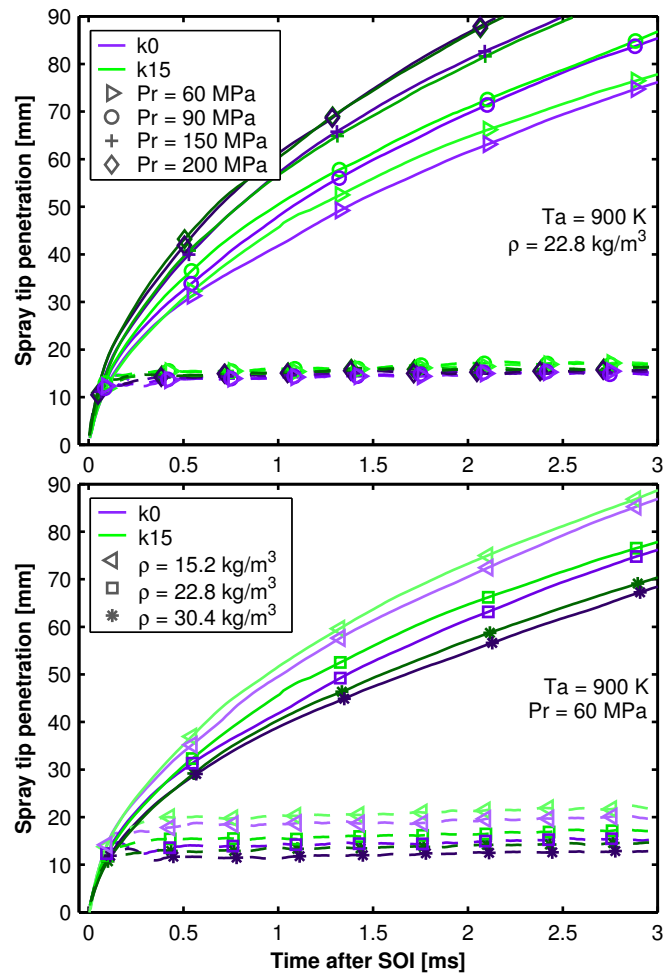 90
80
70
60
50
40
30
20
10
0
Spray tip penetration [mm]
k0
k15
Pr = 60 MPa
Pr = 90 MPa
Pr = 150 MPa
Pr = 200 MPa
Ta = 900 K
ρ = 22.8 kg/m³
0 0.5 1 1.5 2 2.5 3
90
80
70
60
50
40
30
20
10
0
Spray tip penetration [mm]
k0
k15
ρ = 15.2 kg/m³
ρ = 22.8 kg/m³
ρ = 30.4 kg/m³
Ta = 900 K
Pr = 60 MPa
0 0.5 1 1.5 2 2.5 3
Time after SOI [ms]